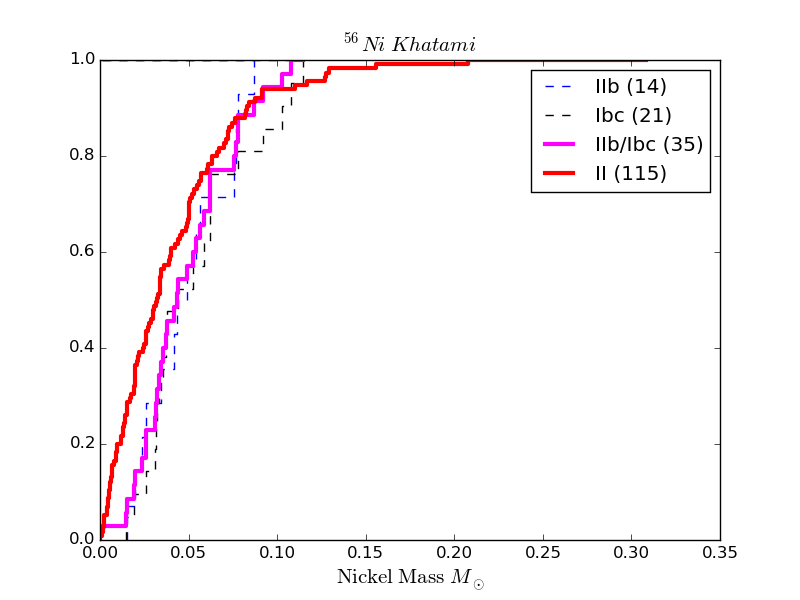 ⁵⁶Ni Khatami
1.0
0.8
0.6
0.4
0.2
0.0
IIb (14)
Ibc (21)
IIb/Ibc (35)
II (115)
0.00 0.05 0.10 0.15 0.20 0.25 0.30 0.35
Nickel Mass M☉